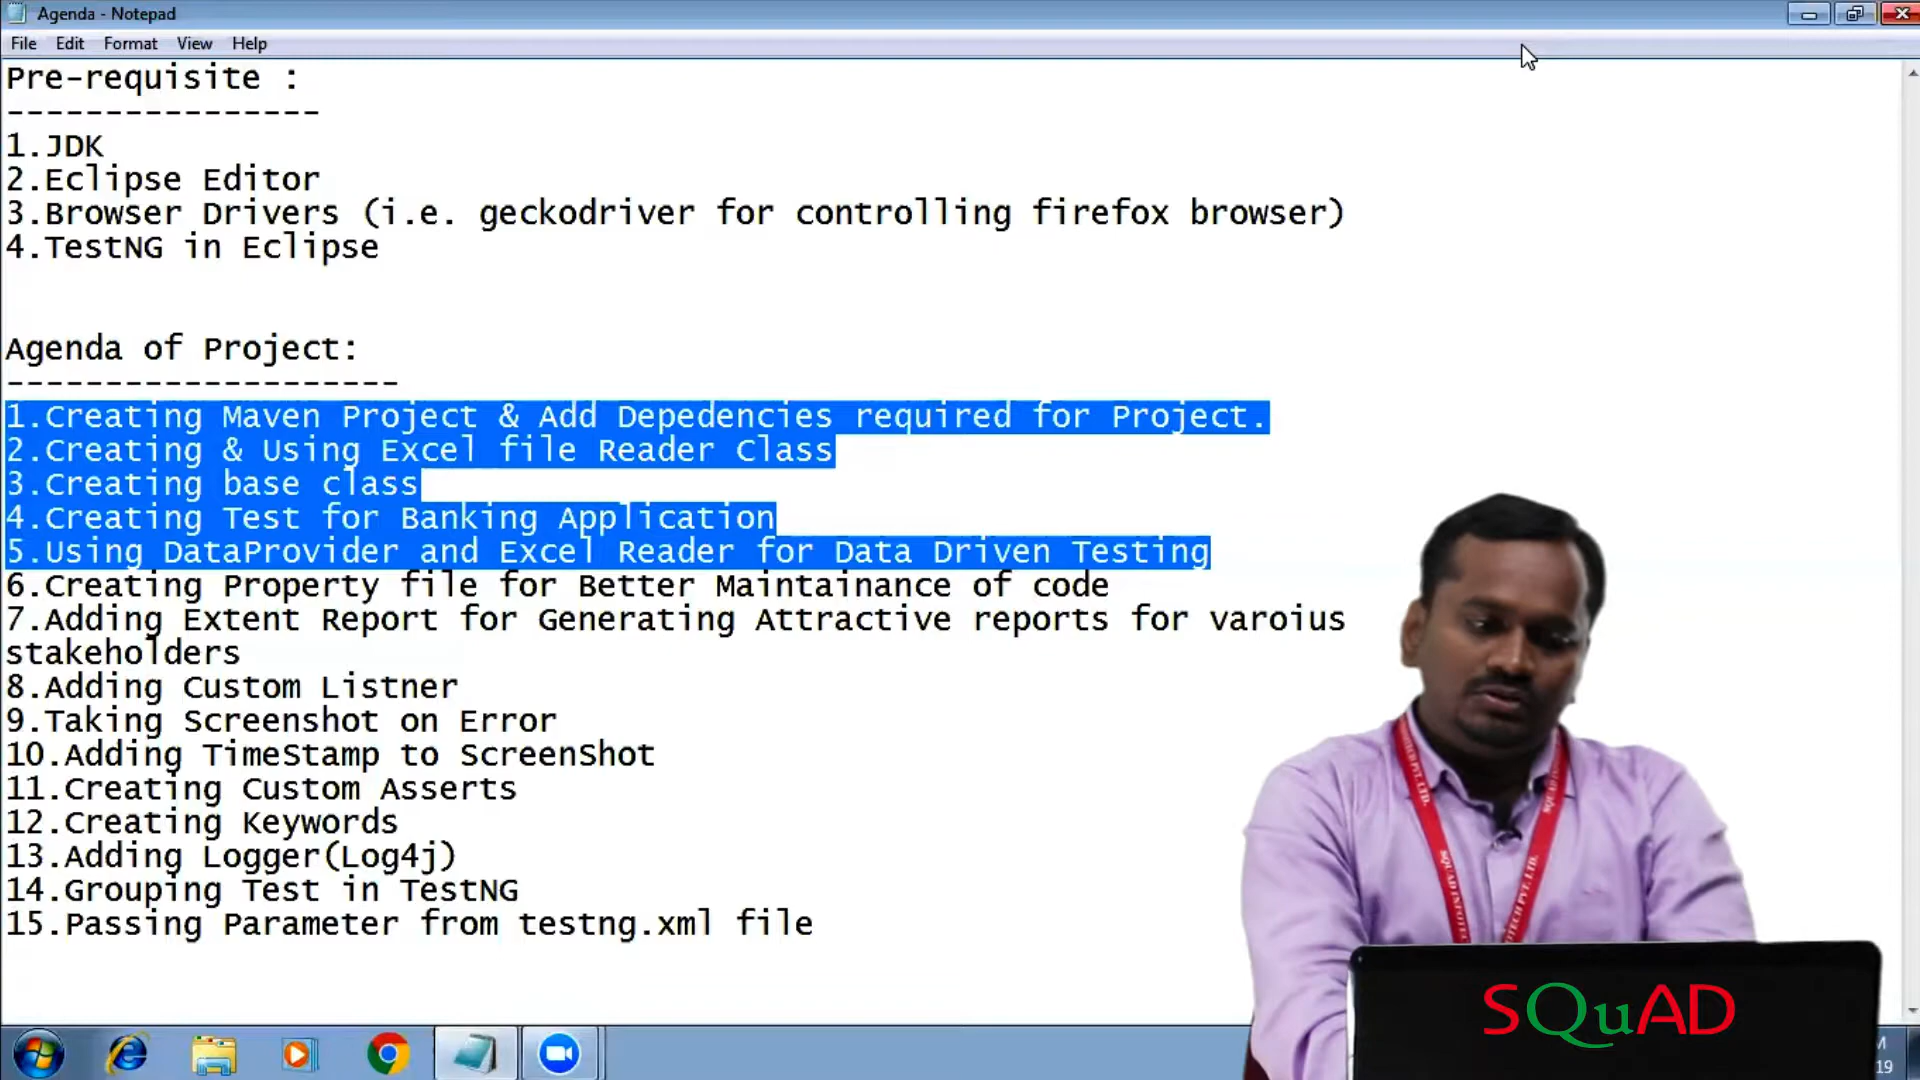 Agenda - Notepad
File Edit Format View Help
Pre-requisite :
----------------
1.JDK
2.Eclipse Editor
3.Browser Drivers (i.e. geckodriver for controlling firefox browser)
4.TestNG in Eclipse
Agenda of Project:
--------------------
1.Creating Maven Project & Add Depedencies required for Project.
2.Creating & Using Excel file Reader Class
3.Creating base class
4.Creating Test for Banking Application
5.Using DataProvider and Excel Reader for Data Driven Testing
6.Creating Property file for Better Maintainance of code
7.Adding Extent Report for Generating Attractive reports for varoius
stakeholders
8.Adding Custom Listner
9.Taking Screenshot on Error
10.Adding TimeStamp to ScreenShot
11.Creating Custom Asserts
12.Creating Keywords
13.Adding Logger(Log4j)
14.Grouping Test in TestNG
15.Passing Parameter from testng.xml file
SQuAD